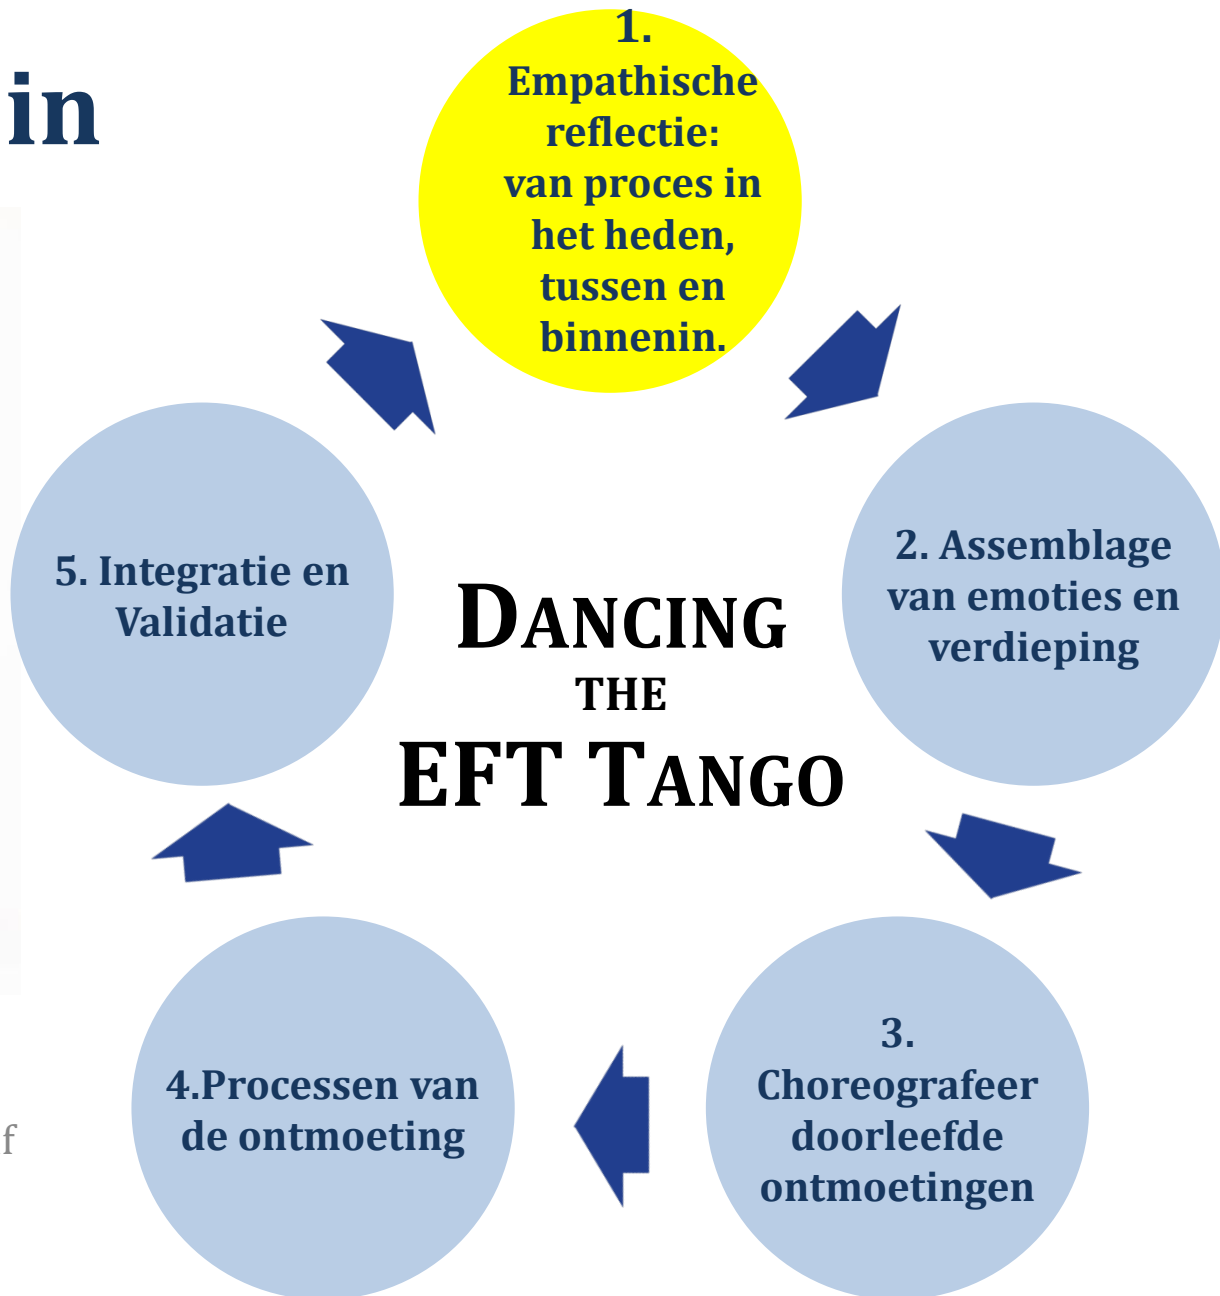 in
1.
Empathische
reflectie:
van proces in
het heden,
tussen en
binnenin.
2. Assemblage
van emoties en
verdieping
5. Integratie en
Validatie
DANCING
THE
EFT TANGO
3.
Choreografeer
doorleefde
ontmoetingen
4.Processen van
de ontmoeting
f